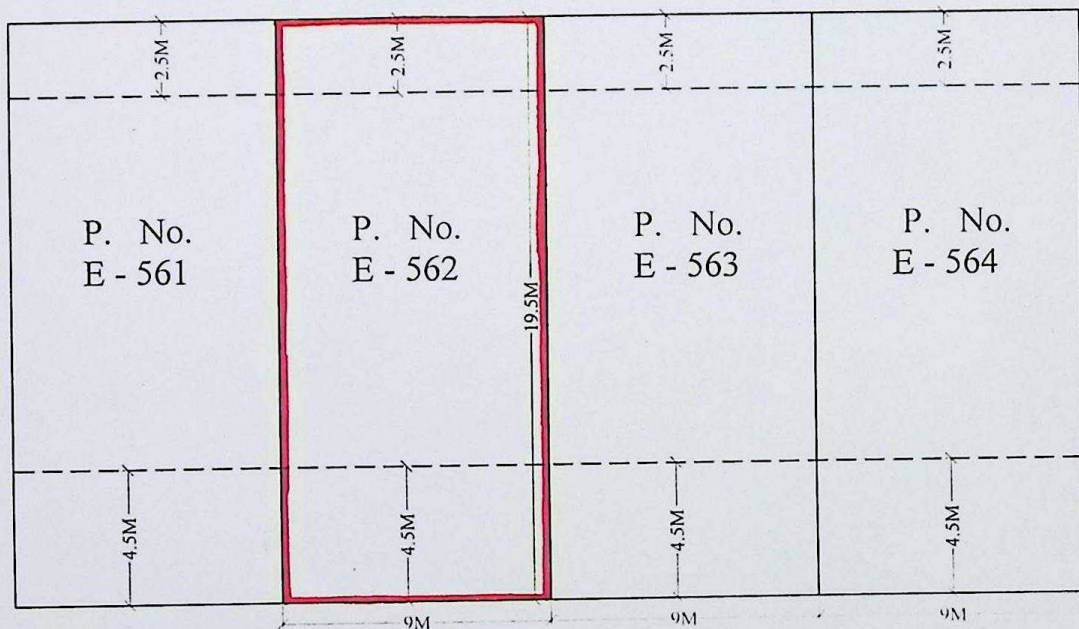 2.5M 2.5M 2.5M 2.5M
P. No. P. No. P. No. P. No.
E - 561 E - 562 E - 563 E - 564
19.5M
4.5M 4.5M 4.5M 4.5M
9M 9M 9M